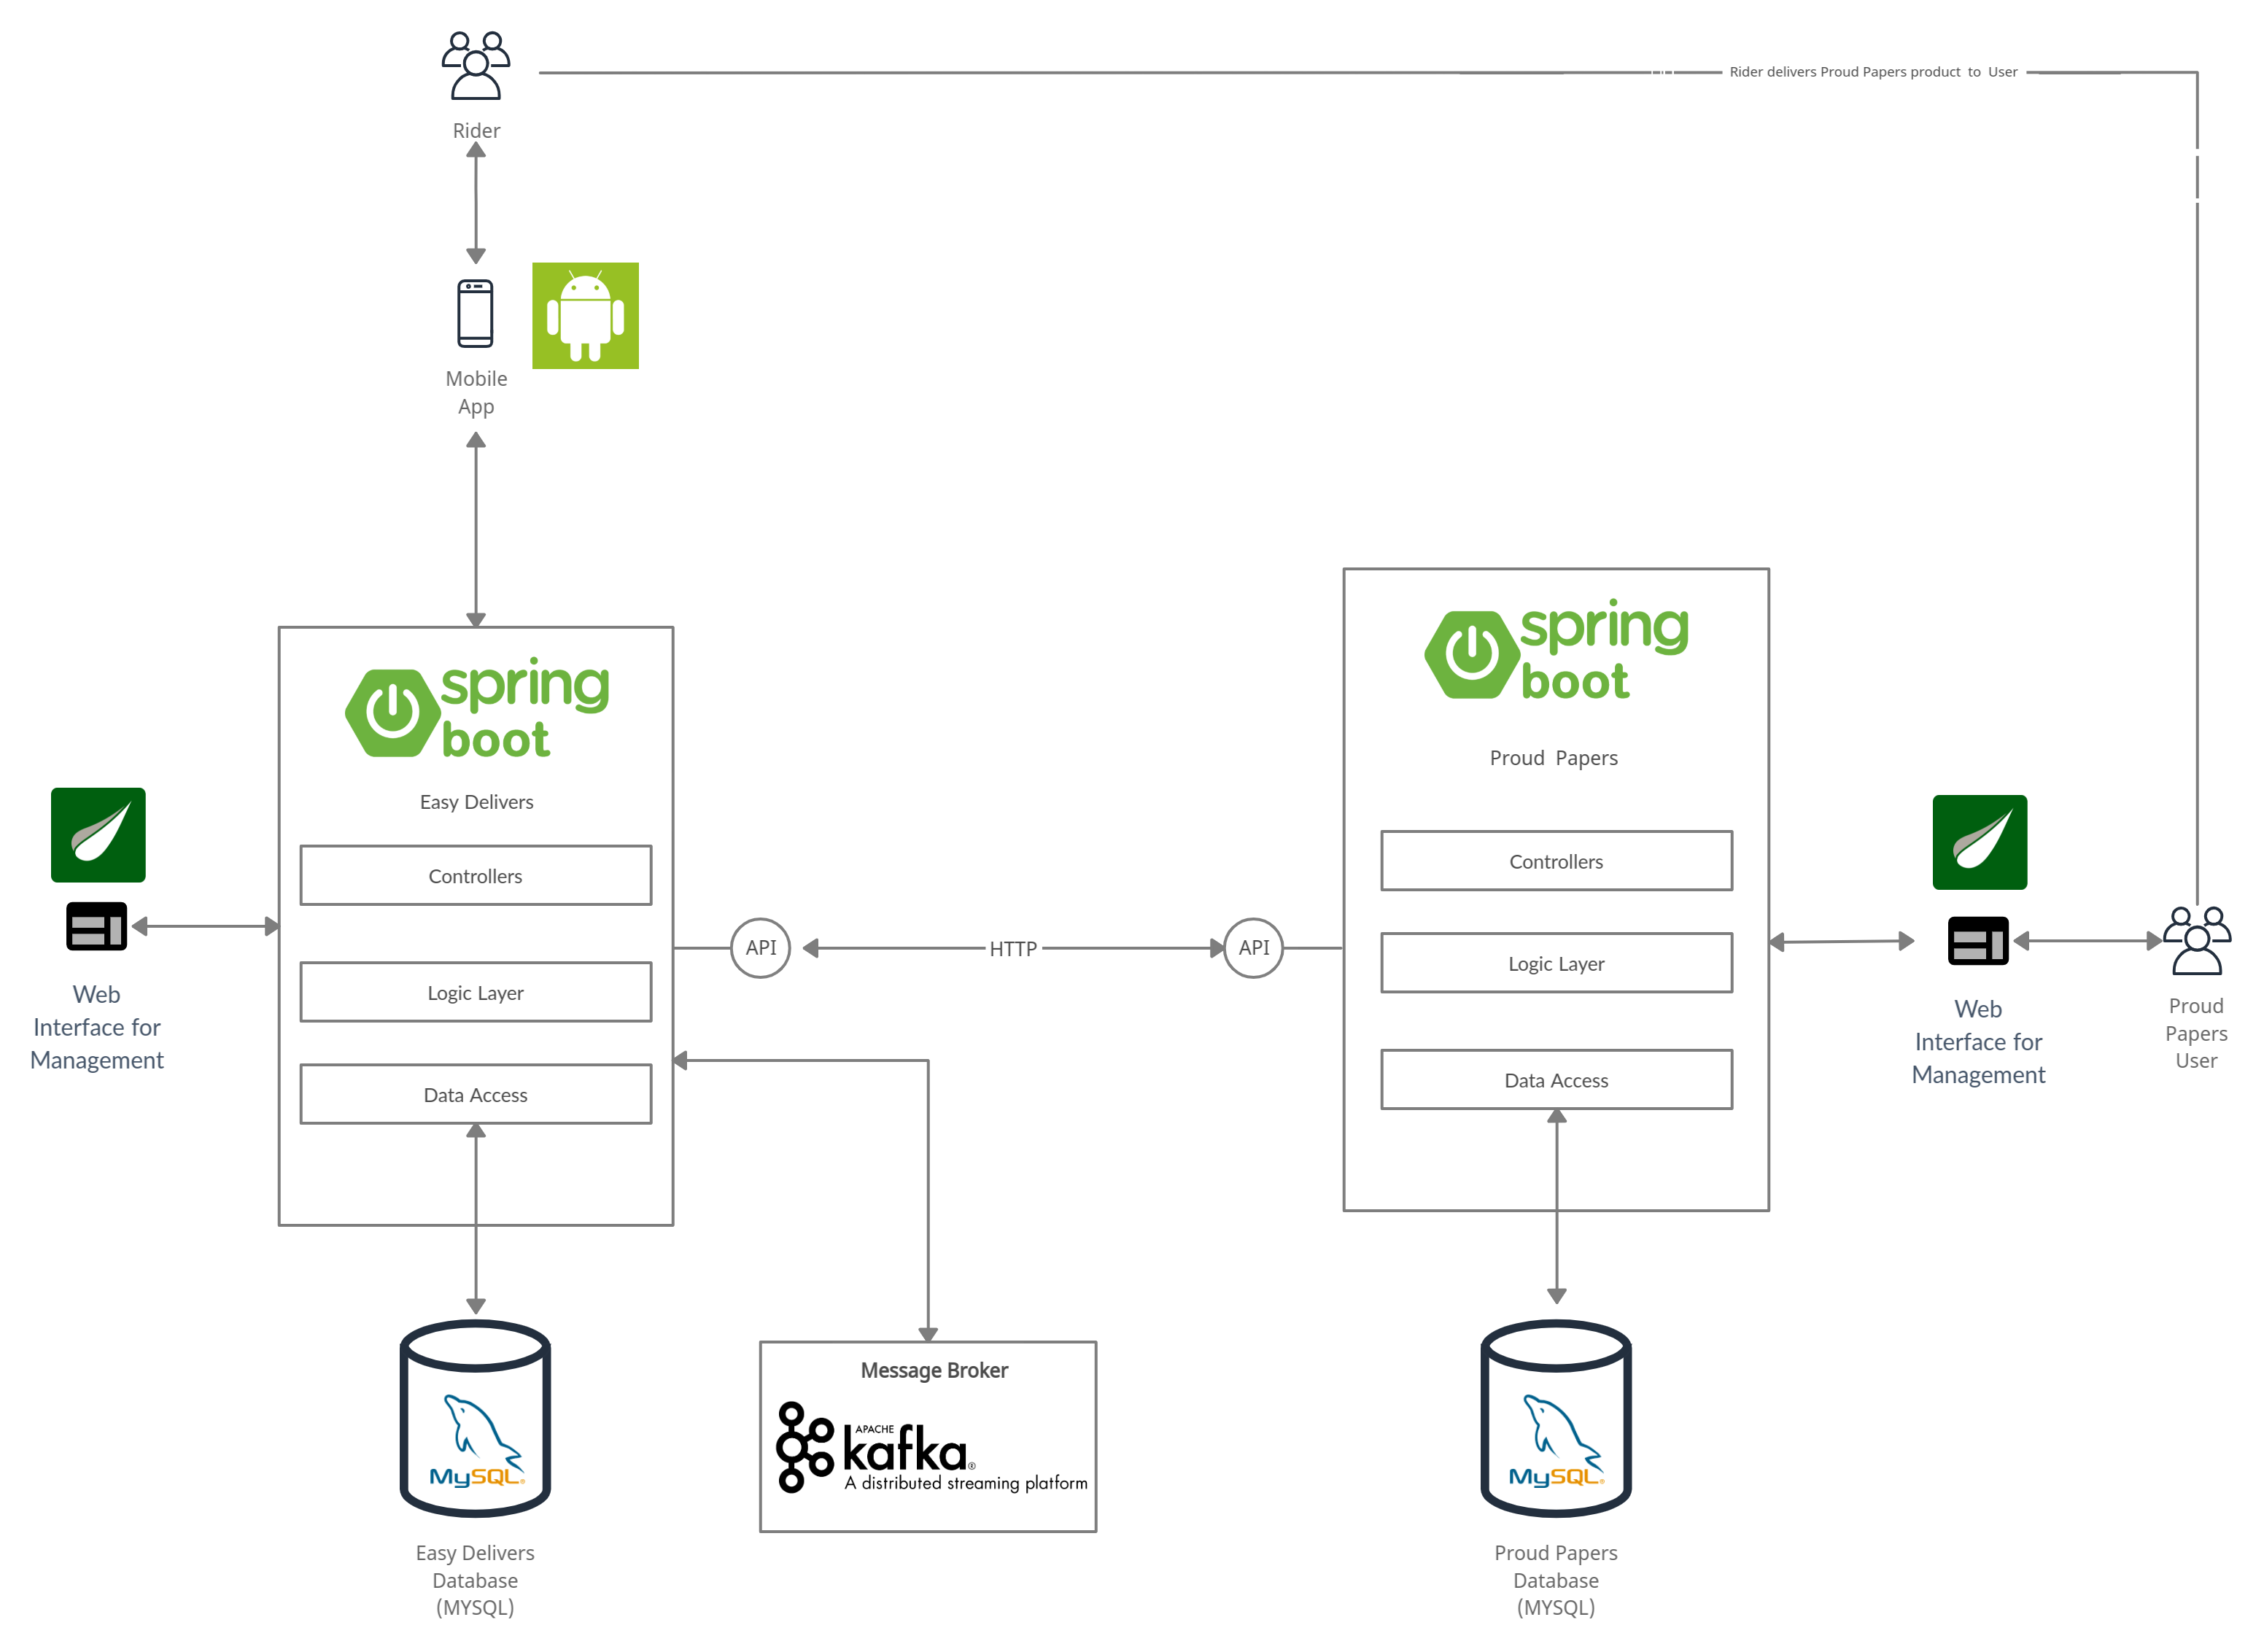 Rider delivers Proud Papers product to User
Rider
Mobile
App
spring
boot
Easy Delivers
Controllers
Logic Layer
Data Access
Web
Interface for
Management
API
HTTP
API
spring
boot
Proud Papers
Controllers
Logic Layer
Data Access
Web
Interface for
Management
Proud
Papers
User
MySQL®
Easy Delivers
Database
(MYSQL)
Message Broker
APACHE
kafka®
A distributed streaming platform
MySQL®
Proud Papers
Database
(MYSQL)